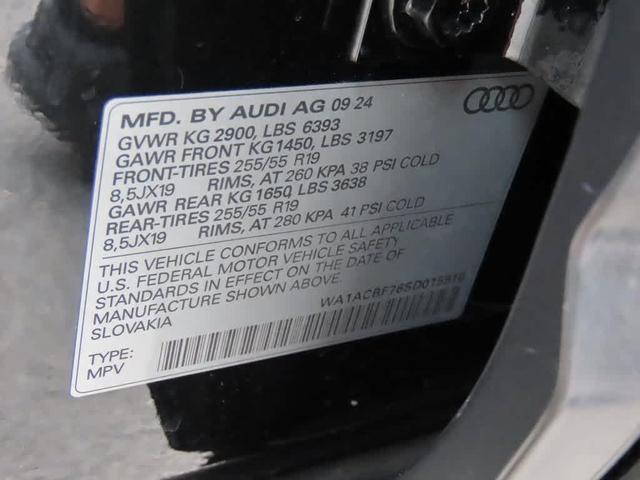 MFD. BY AUDI AG 09 24
GVWR KG 2900, LBS 6393
GAWR FRONT KG 1450, LBS 3197
FRONT-TIRES 255/55 R19
8,5JX19 RIMS, AT 260 KPA 38 PSI COLD
GAWR REAR KG 1650 LBS 3638
REAR-TIRES 255/55 R19
8,5JX19 RIMS, AT 280 KPA 41 PSI COLD
THIS VEHICLE CONFORMS TO ALL APPLICABLE
U.S. FEDERAL MOTOR VEHICLE SAFETY
STANDARDS IN EFFECT ON THE DATE OF
MANUFACTURE SHOWN ABOVE.
SLOVAKIA
TYPE:
MPV